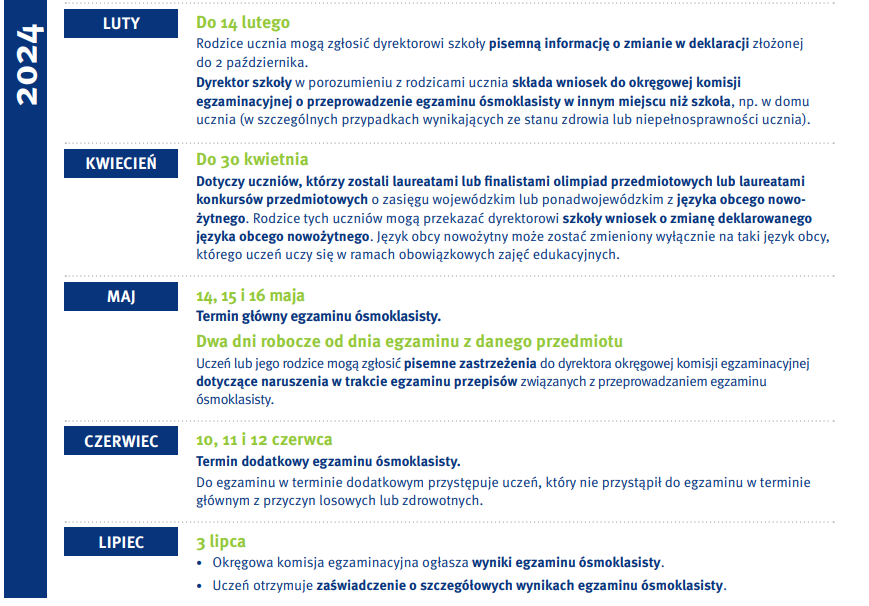 2024
LUTY
Do 14 lutego
Rodzice ucznia mogą zgłosić dyrektorowi szkoły pisemną informację o zmianie w deklaracji złożonej
do 2 października.
Dyrektor szkoły w porozumieniu z rodzicami ucznia składa wniosek do okręgowej komisji
egzaminacyjnej o przeprowadzenie egzaminu ósmoklasisty w innym miejscu niż szkoła, np. w domu
ucznia (w szczególnych przypadkach wynikających ze stanu zdrowia lub niepełnosprawności ucznia).
KWIECIEŃ
Do 30 kwietnia
Dotyczy uczniów, którzy zostali laureatami lub finalistami olimpiad przedmiotowych lub laureatami
konkursów przedmiotowych o zasięgu wojewódzkim lub ponadwojewódzkim z języka obcego nowo-
żytnego. Rodzice tych uczniów mogą przekazać dyrektorowi szkoły wniosek o zmianę deklarowanego
języka obcego nowożytnego. Język obcy nowożytny może zostać zmieniony wyłącznie na taki język obcy,
którego uczeń uczy się w ramach obowiązkowych zajęć edukacyjnych.
MAJ
14, 15 i 16 maja
Termin główny egzaminu ósmoklasisty.
Dwa dni robocze od dnia egzaminu z danego przedmiotu
Uczeń lub jego rodzice mogą zgłosić pisemne zastrzeżenia do dyrektora okręgowej komisji egzaminacyjnej
dotyczące naruszenia w trakcie egzaminu przepisów związanych z przeprowadzaniem egzaminu
ósmoklasisty.
CZERWIEC
10, 11 i 12 czerwca
Termin dodatkowy egzaminu ósmoklasisty.
Do egzaminu w terminie dodatkowym przystępuje uczeń, który nie przystąpił do egzaminu w terminie
głównym z przyczyn losowych lub zdrowotnych.
LIPIEC
3 lipca
• Okręgowa komisja egzaminacyjna ogłasza wyniki egzaminu ósmoklasisty.
• Uczeń otrzymuje zaświadczenie o szczegółowych wynikach egzaminu ósmoklasisty.